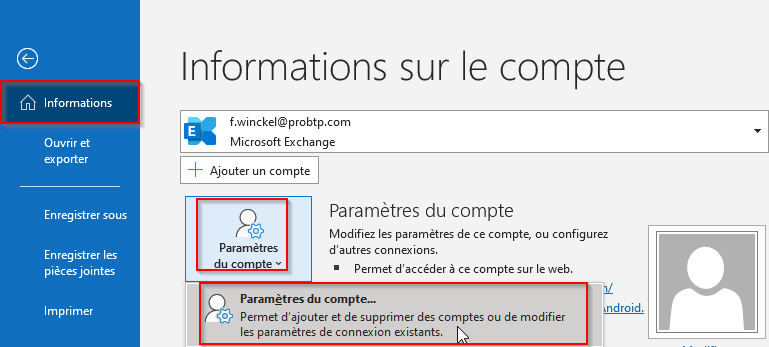 Informations sur le compte
Informations
Ouvrir et
exporter
Enregistrer sous
Enregistrer les
pièces jointes
Imprimer
E
f.winckel@probtp.com
Microsoft Exchange
Ajouter un compte
Paramètres
du compte
Paramètres du compte
Modifiez les paramètres de ce compte, ou configurez
d'autres connexions.
Permet d'accéder à ce compte sur le web.
Android.
Paramètres du compte...
Permet d'ajouter et de supprimer des comptes ou de modifier
les paramètres de connexion existants.